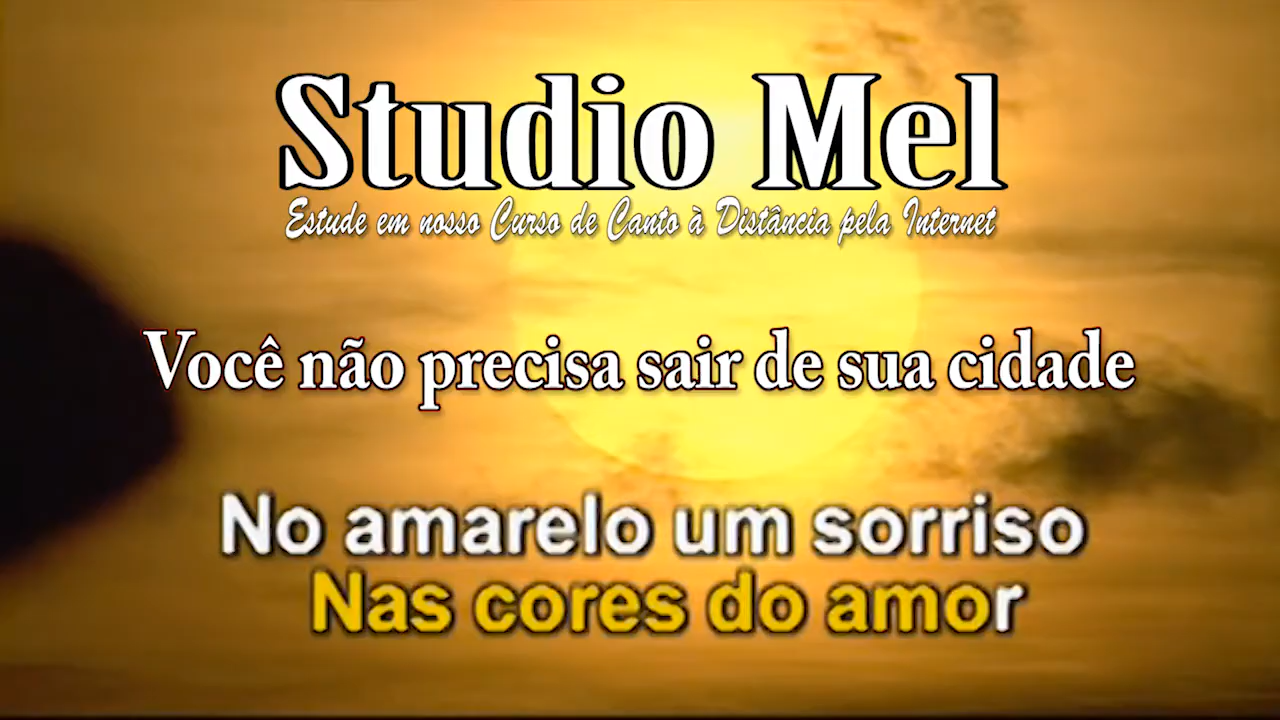 Studio Mel
Estude em nosso Curso de Canto à Distância pela Internet
Você não precisa sair de sua cidade
No amarelo um sorriso
Nas cores do amor